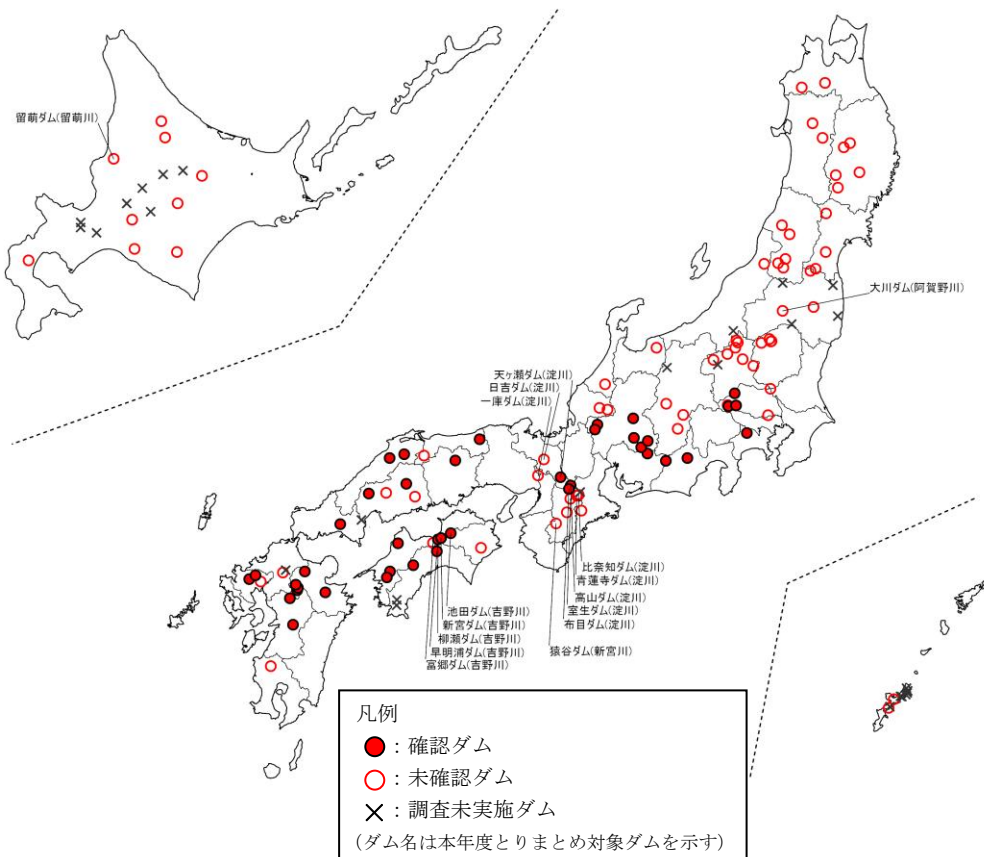 留萌ダム(留萌川)
大川ダム(阿賀野川)
天ヶ瀬ダム(淀川)
日吉ダム(淀川)
一庫ダム(淀川)
比奈知ダム(淀川)
青蓮寺ダム(淀川)
高山ダム(淀川)
室生ダム(淀川)
布目ダム(淀川)
猿谷ダム(新宮川)
池田ダム(吉野川)
新宮ダム(吉野川)
柳瀬ダム(吉野川)
早明浦ダム(吉野川)
富郷ダム(吉野川)
凡例
：確認ダム
：未確認ダム
：調査未実施ダム
(ダム名は本年度とりまとめ対象ダムを示す)